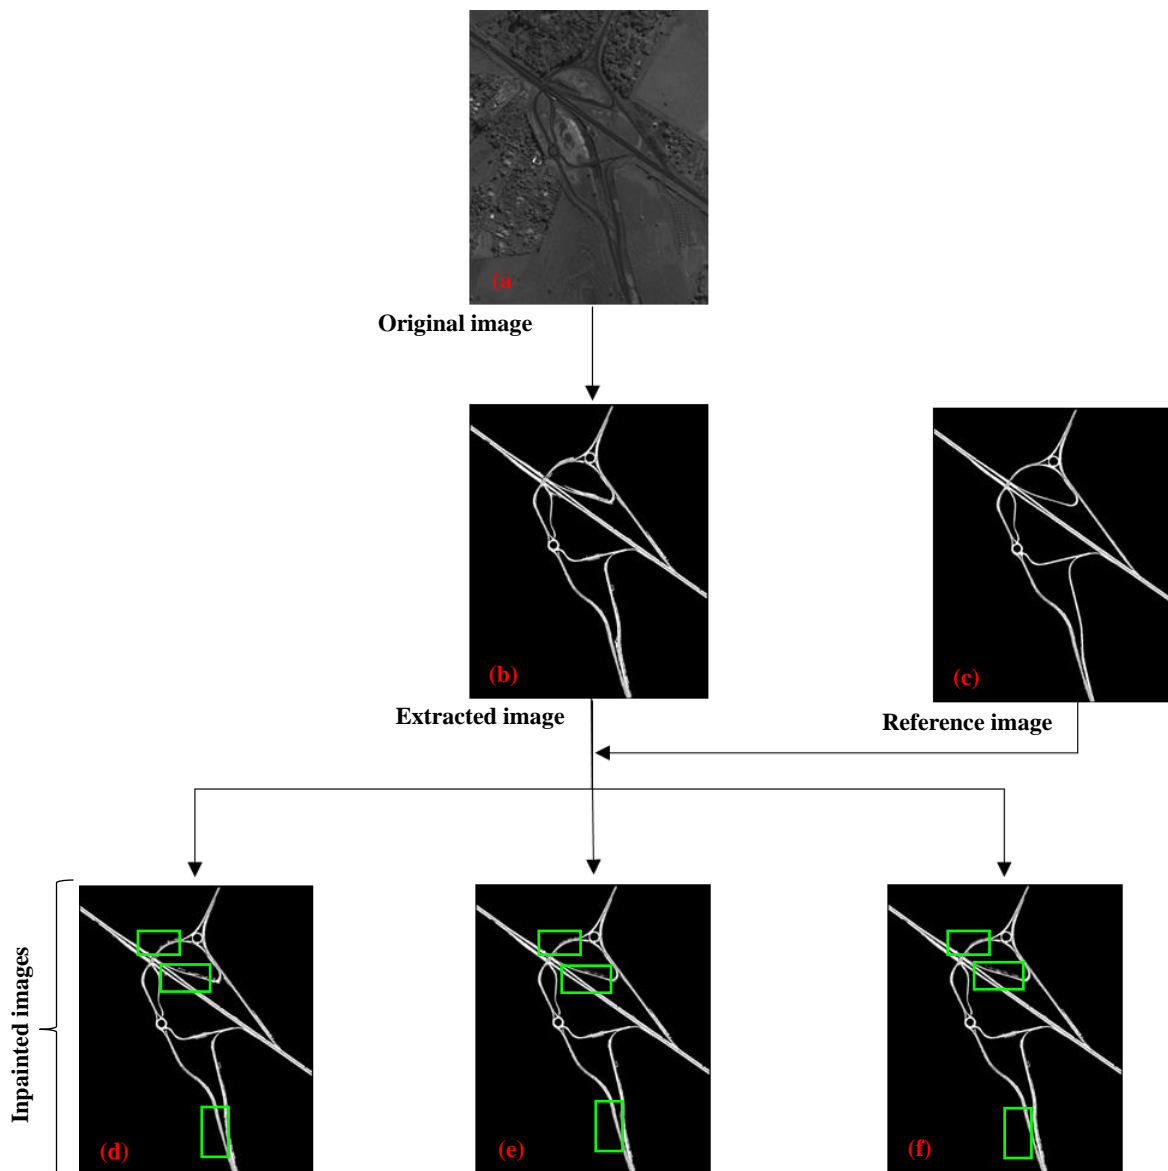 (a
Original image
(b)
(c)
Extracted image
Reference image
Inpainted images
(d)
(e)
(f)